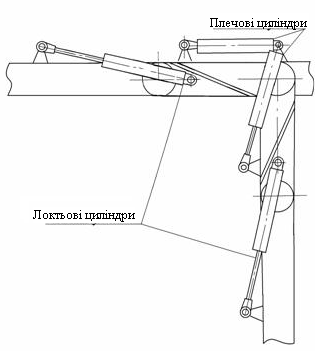 Плечові циліндри
Локтьові циліндри